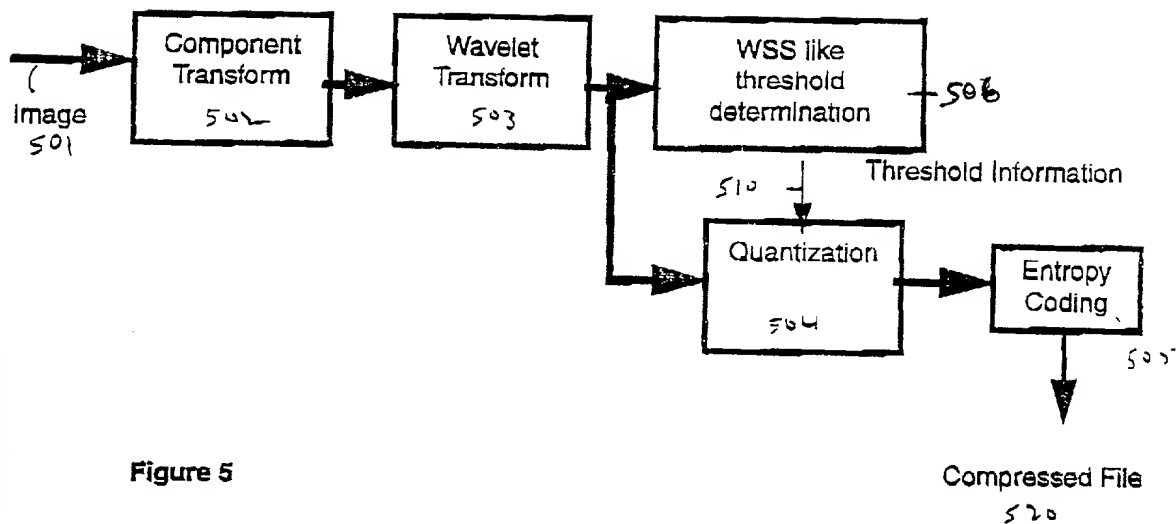 Component
Transform
502
Wavelet
Transform
503
WSS like
threshold
determination
506
Image
501
Threshold Information
510
Quantization
504
Entropy
Coding
505
Figure 5
Compressed File
520